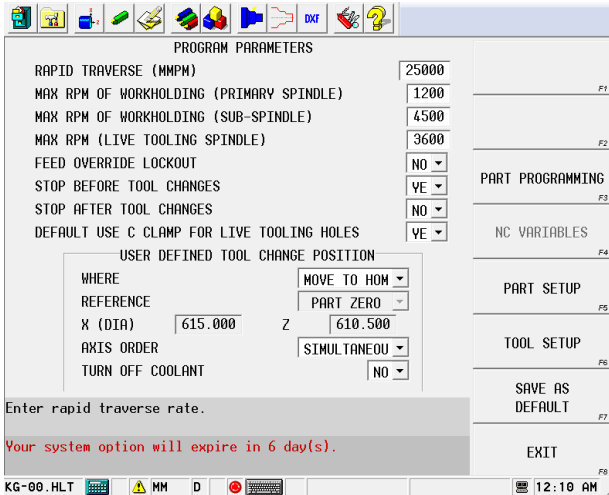 DXF
PROGRAM PARAMETERS
RAPID TRAVERSE (MMPM) 25000
F1
MAX RPM OF WORKHOLDING (PRIMARY SPINDLE) 1200
MAX RPM OF WORKHOLDING (SUB-SPINDLE) 4500
MAX RPM (LIVE TOOLING SPINDLE) 3600
F2
FEED OVERRIDE LOCKOUT NO
STOP BEFORE TOOL CHANGES YE
PART PROGRAMMING
F3
STOP AFTER TOOL CHANGES NO
DEFAULT USE C CLAMP FOR LIVE TOOLING HOLES YE
NC VARIABLES
F4
USER DEFINED TOOL CHANGE POSITION
WHERE MOVE TO HOM
PART SETUP
F5
REFERENCE PART ZERO
X (DIA) 615.000 Z 610.500
AXIS ORDER SIMULTANEOU
TOOL SETUP
F6
TURN OFF COOLANT NO
SAVE AS
DEFAULT
F7
Enter rapid traverse rate.
Your system option will expire in 6 day(s).
EXIT
F8
KG-00.HLT MM D 12:10 AM